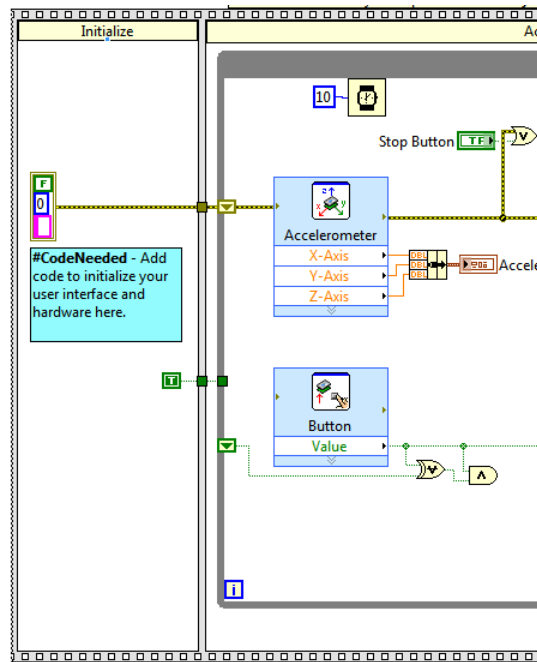 Initialize
Ac
10
Stop Button
TF
V
F
0
Accelerometer
X-Axis
Y-Axis
Z-Axis
DBL
DBL
DBL
Accele
#CodeNeeded - Add
code to initialize your
user interface and
hardware here.
T
Button
Value
i